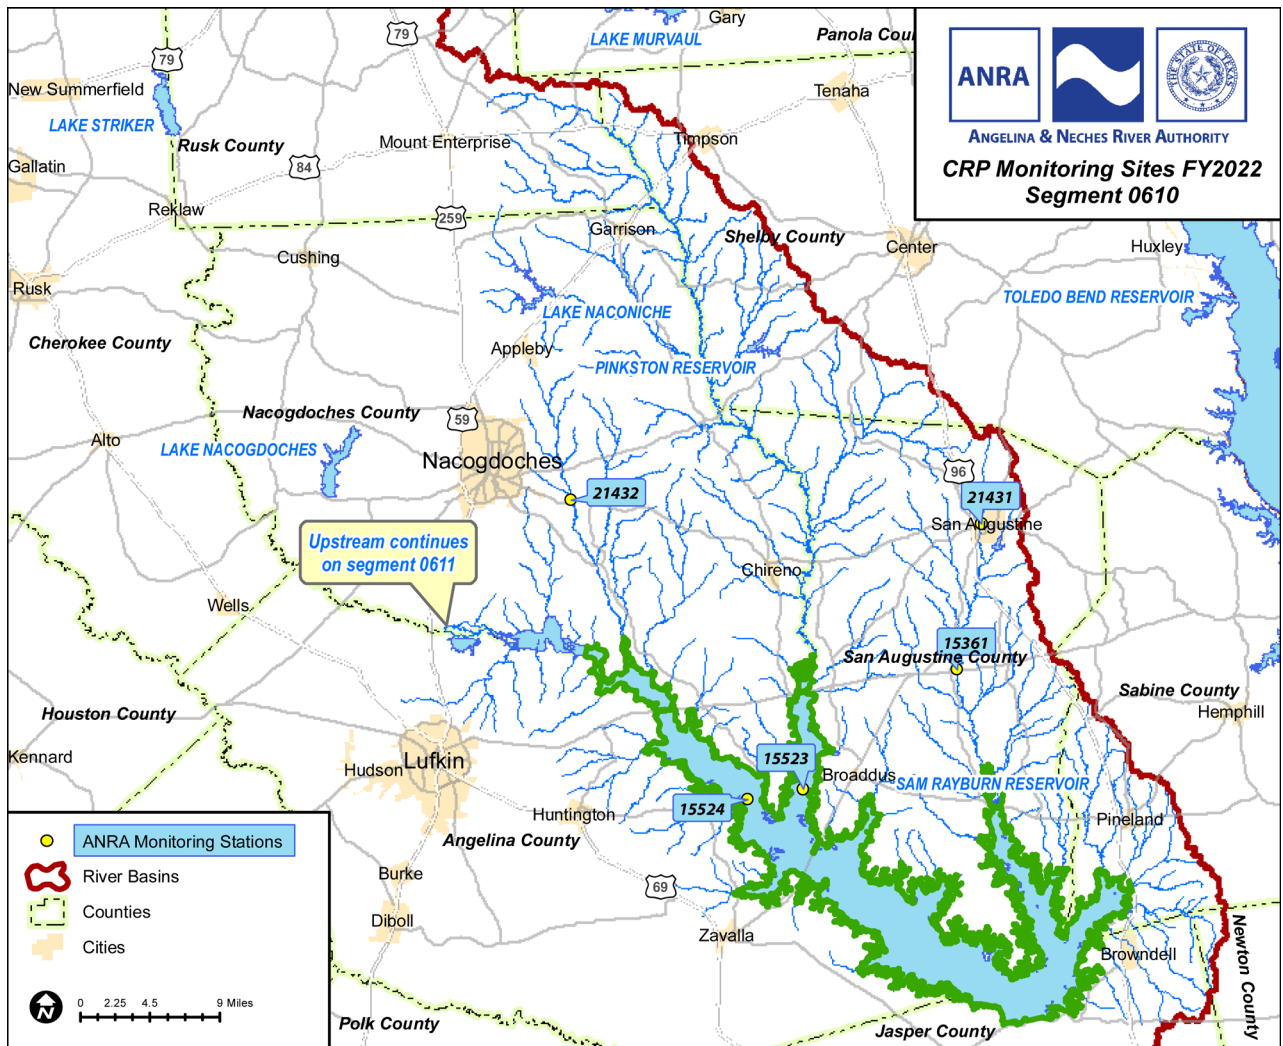 79
LAKE MURVAUL
Gary
Panola Cou
ANRA
THE STATE OF TEXAS
ANGELINA & NECHES RIVER AUTHORITY
CRP Monitoring Sites FY2022
Segment 0610
79
New Summerfield
LAKE STRIKER
Rusk County
Mount Enterprise
Tenaha
Timpson
Gallatin
84
Reklaw
259
Garrison
Shelby County
Center
Huxley
Cushing
Rusk
LAKE NACONICHE
TOLEDO BEND RESERVOIR
Cherokee County
Appleby
PINKSTON RESERVOIR
Nacogdoches County
59
Alto
LAKE NACOGDOCHES
Nacogdoches
96
21432
21431
San Augustine
Upstream continues
on segment 0611
Chireno
Wells
15361
San Augustine County
Sabine County
Hemphill
Houston County
Kennard
Hudson
Lufkin
15523
Broaddus
SAM RAYBURN RESERVOIR
15524
Huntington
Pineland
Angelina County
Burke
69
Diboll
Zavalla
Browndell
Newton County
Polk County
Jasper County
ANRA Monitoring Stations
River Basins
Counties
Cities
N
0 2.25 4.5 9 Miles